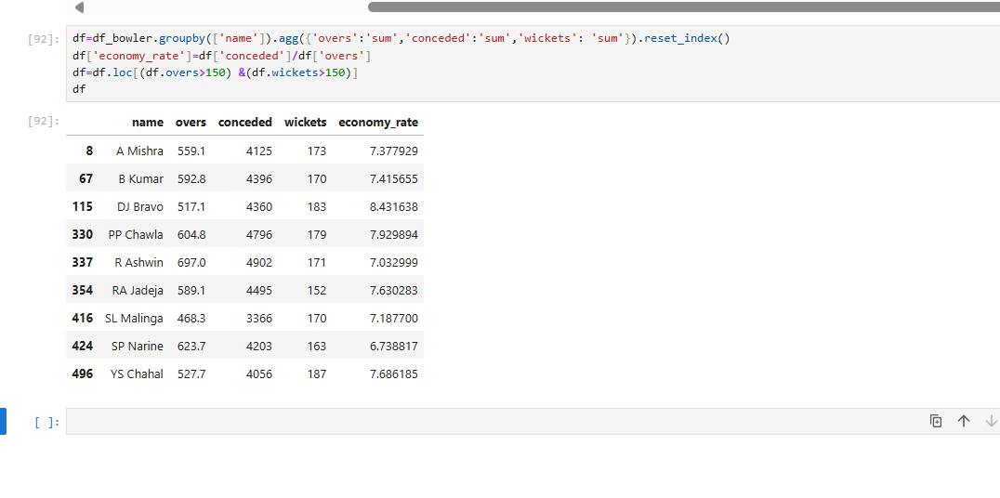 [92]: df=df_bowler.groupby(['name']).agg({'overs':'sum','conceded':'sum','wickets': 'sum'}).reset_index()
df['economy_rate']=df['conceded']/df['overs']
df=df.loc[(df.overs>150) &(df.wickets>150)]
df
[92]: name overs conceded wickets economy_rate
8 A Mishra 559.1 4125 173 7.377929
67 B Kumar 592.8 4396 170 7.415655
115 DJ Bravo 517.1 4360 183 8.431638
330 PP Chawla 604.8 4796 179 7.929894
337 R Ashwin 697.0 4902 171 7.032999
354 RA Jadeja 589.1 4495 152 7.630283
416 SL Malinga 468.3 3366 170 7.187700
424 SP Narine 623.7 4203 163 6.738817
496 YS Chahal 527.7 4056 187 7.686185
[ ]: